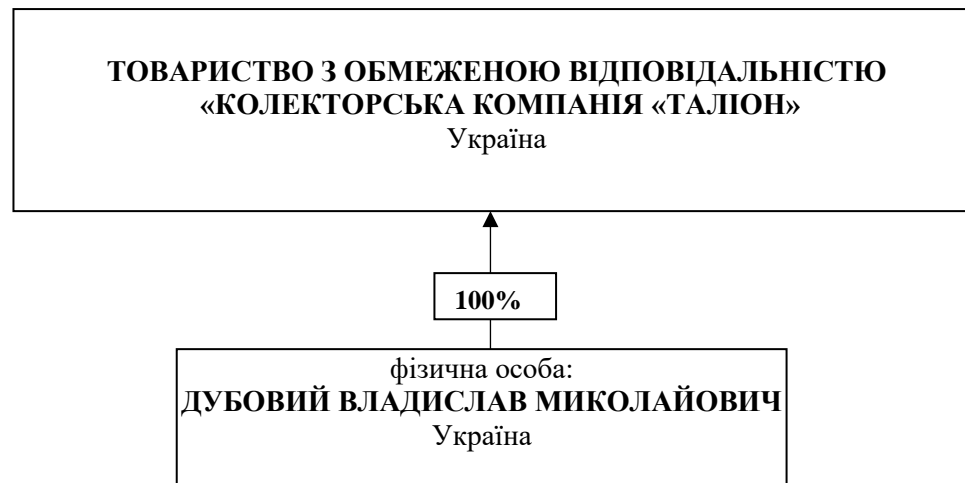 ТОВАРИСТВО З ОБМЕЖЕНОЮ ВІДПОВІДАЛЬНІСТЮ
«КОЛЕКТОРСЬКА КОМПАНІЯ «ТАЛІОН»
Україна
100%
фізична особа:
ДУБОВИЙ ВЛАДИСЛАВ МИКОЛАЙОВИЧ
Україна